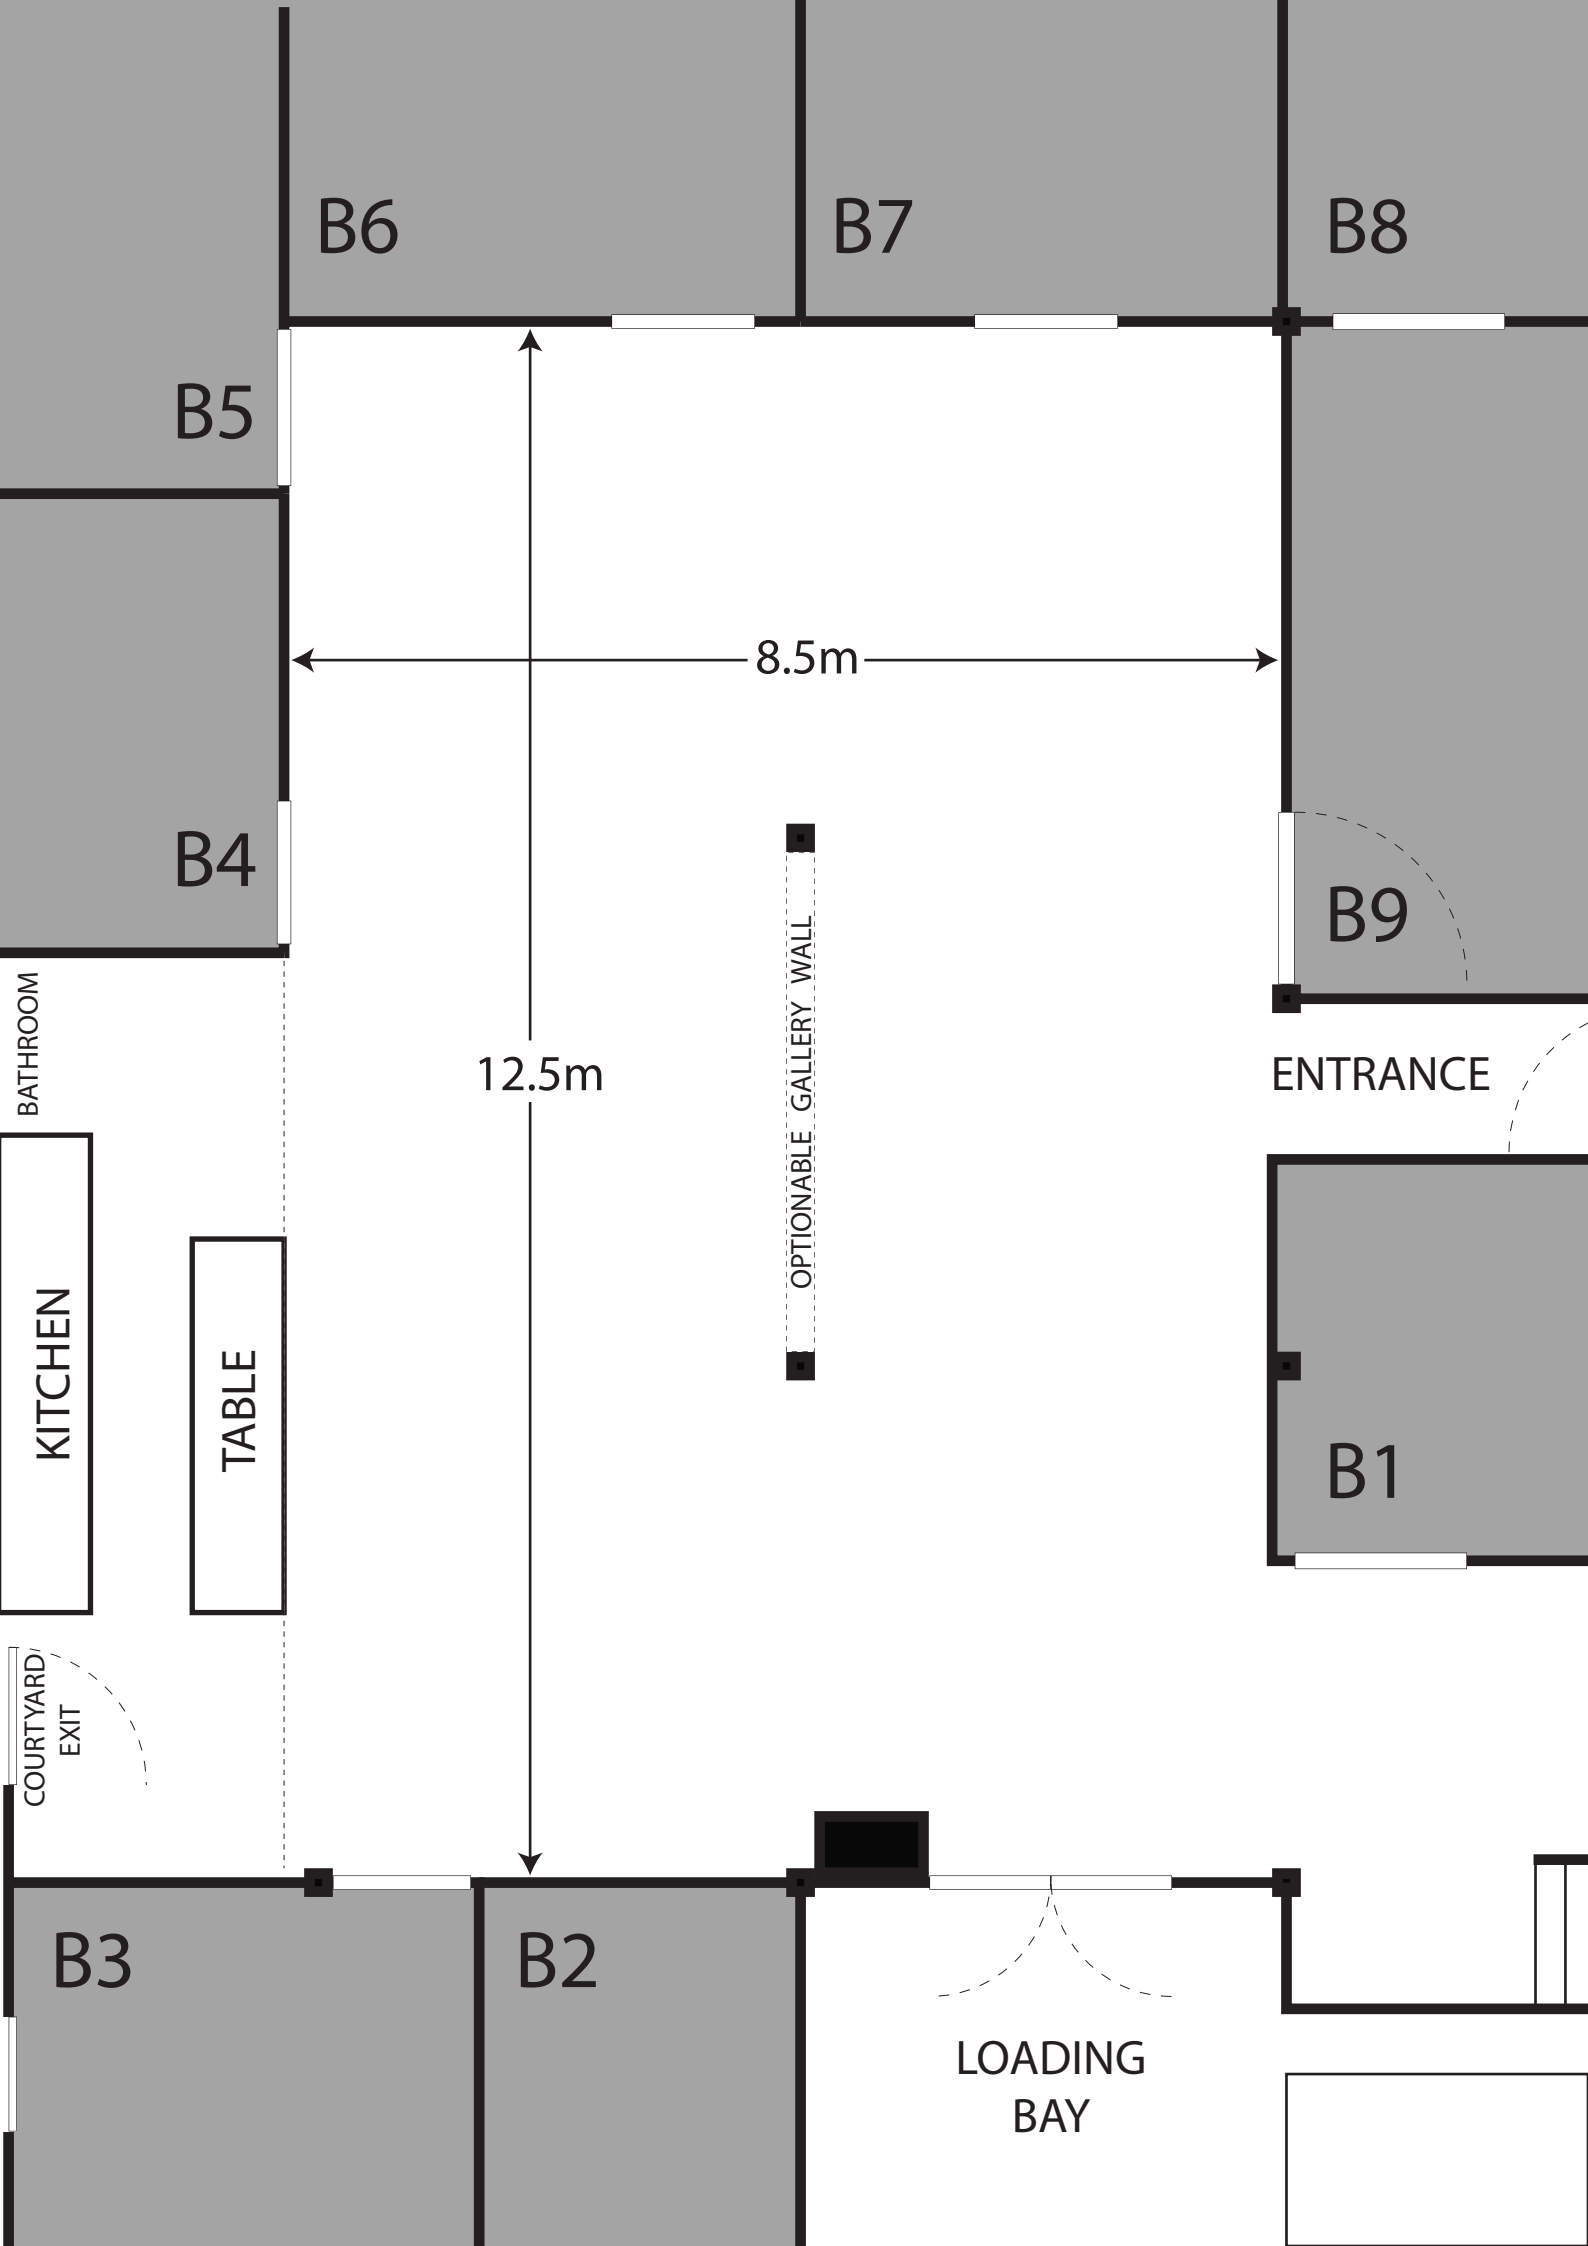 B6
B7
B8
B5
8.5m
B4
B9
OPTIONABLE GALLERY WALL
BATHROOM
12.5m
ENTRANCE
KITCHEN
TABLE
B1
COURTYARD
EXIT
B3
B2
LOADING
BAY